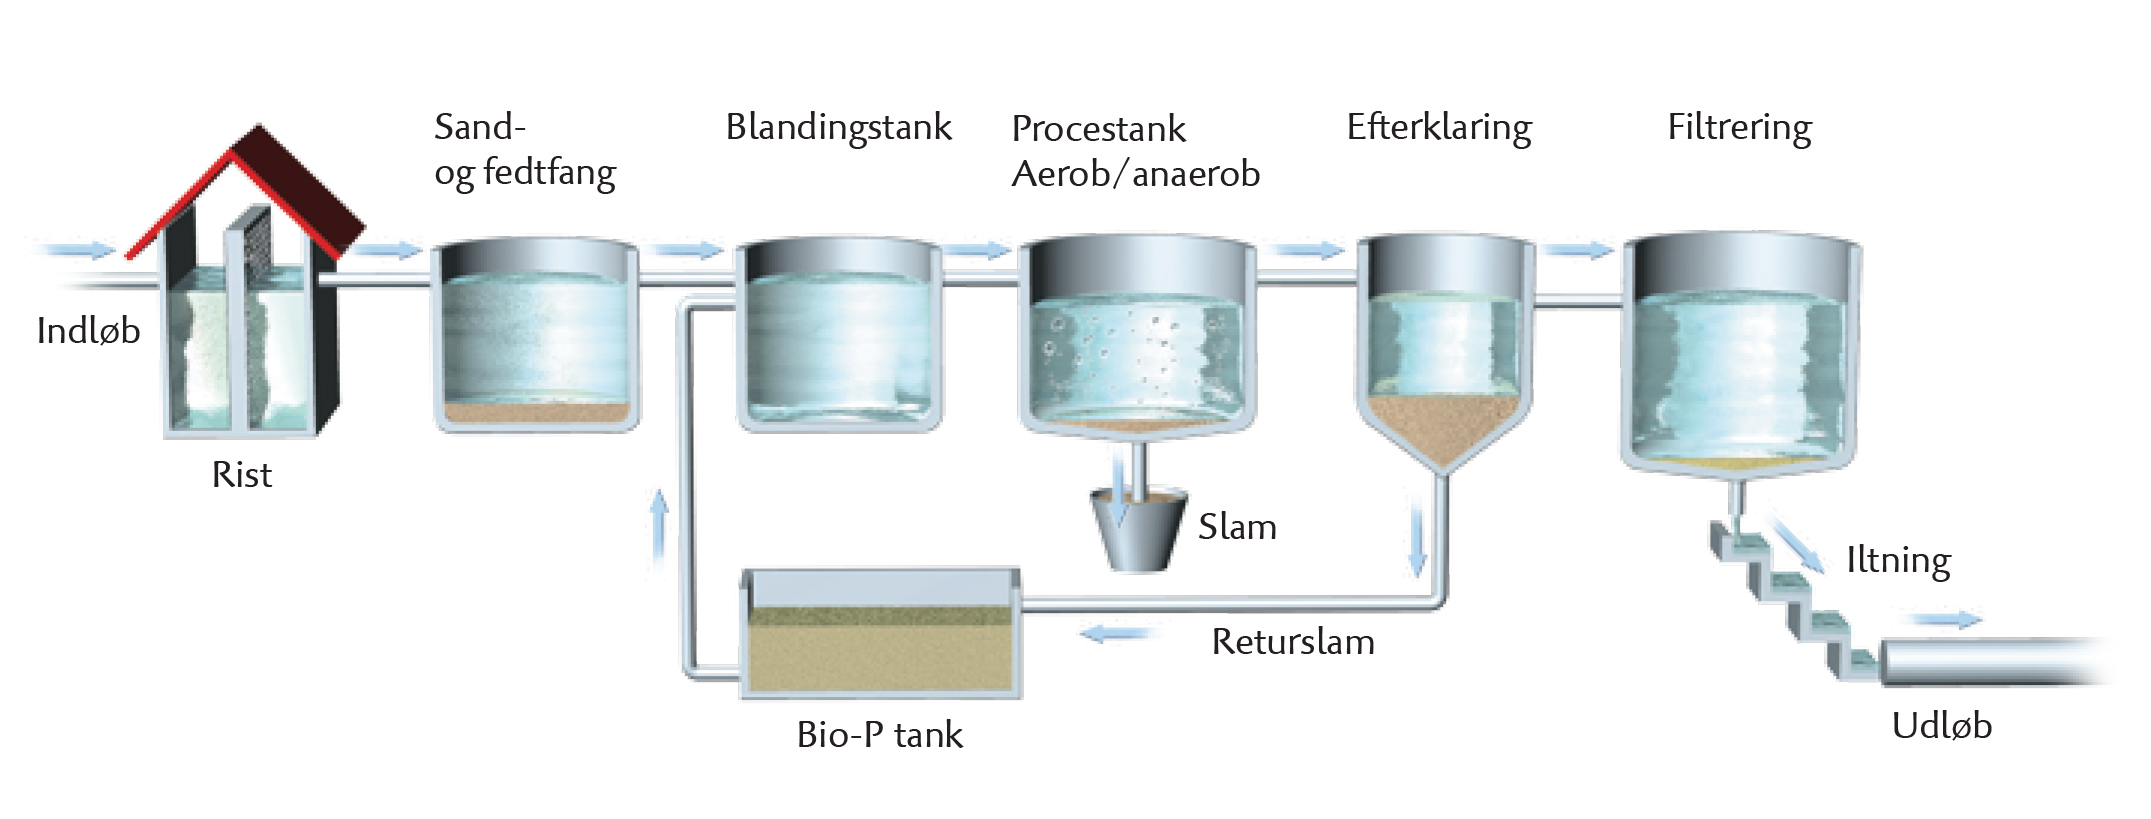 Sand-
og fedtfang
Blandingstank
Procestank
Aerob/anaerob
Efterklaring
Filtrering
Indløb
Rist
Slam
Iltning
Returslam
Bio-P tank
Udløb